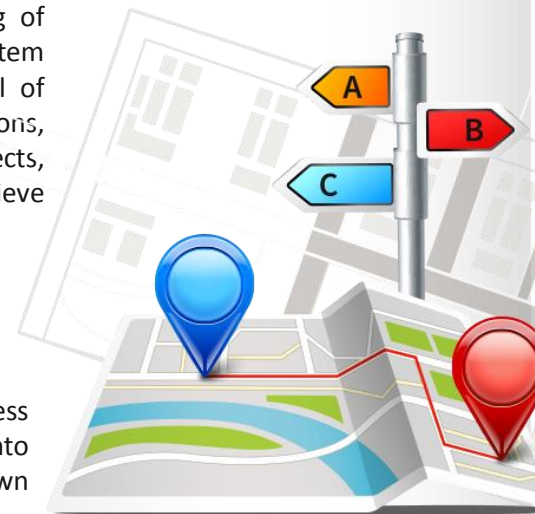 g of
tem
l of
ons,
ects,
ieve
A
B
C
ess
nto
wn